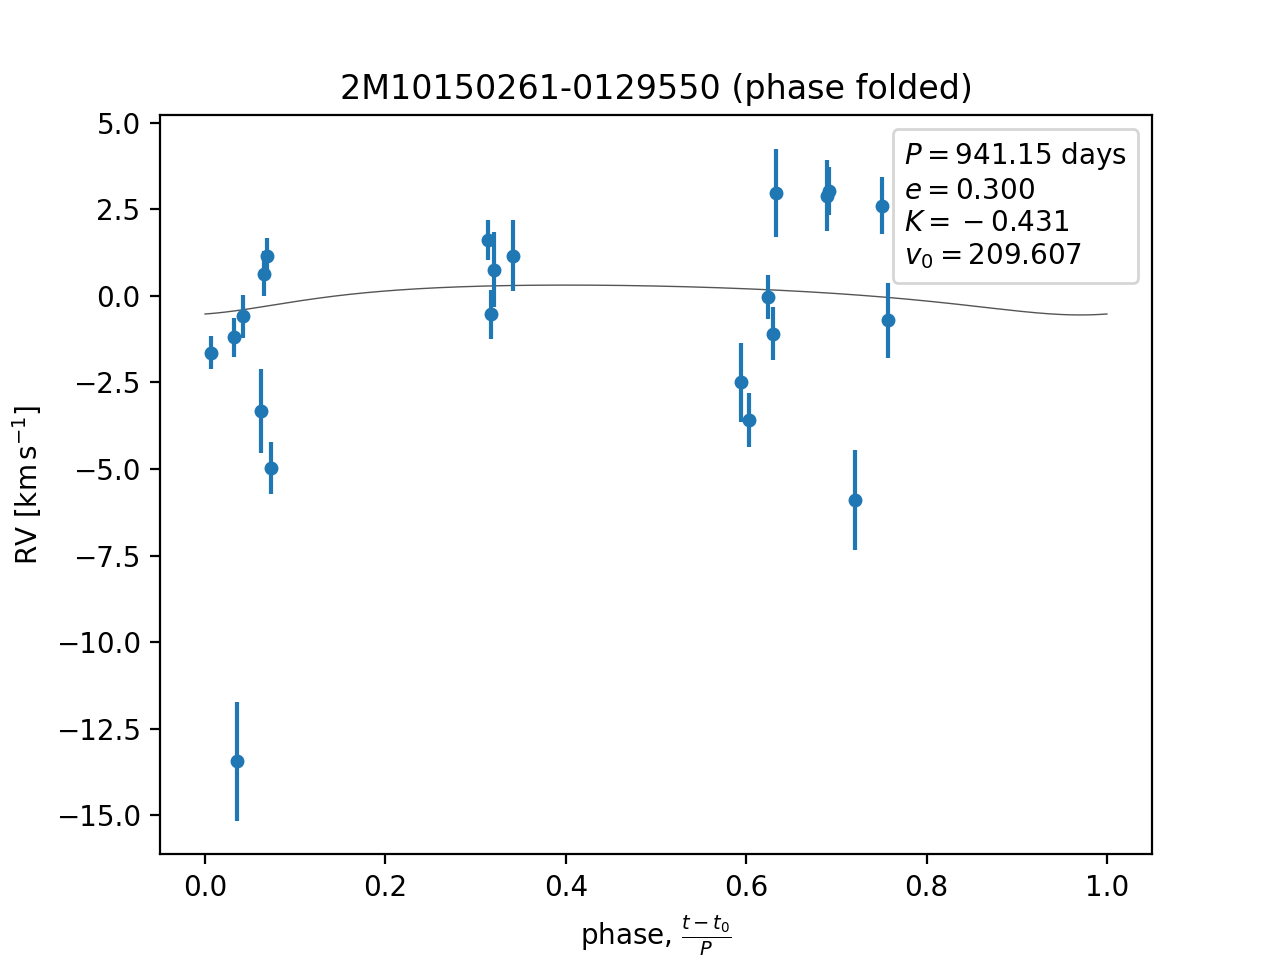 2M10150261-0129550 (phase folded)
P = 941.15 days
e = 0.300
K = −0.431
v₀ = 209.607
5.0
2.5
0.0
−2.5
−5.0
−7.5
−10.0
−12.5
−15.0
RV [km s⁻¹]
0.0 0.2 0.4 0.6 0.8 1.0
phase, (t − t₀)/P